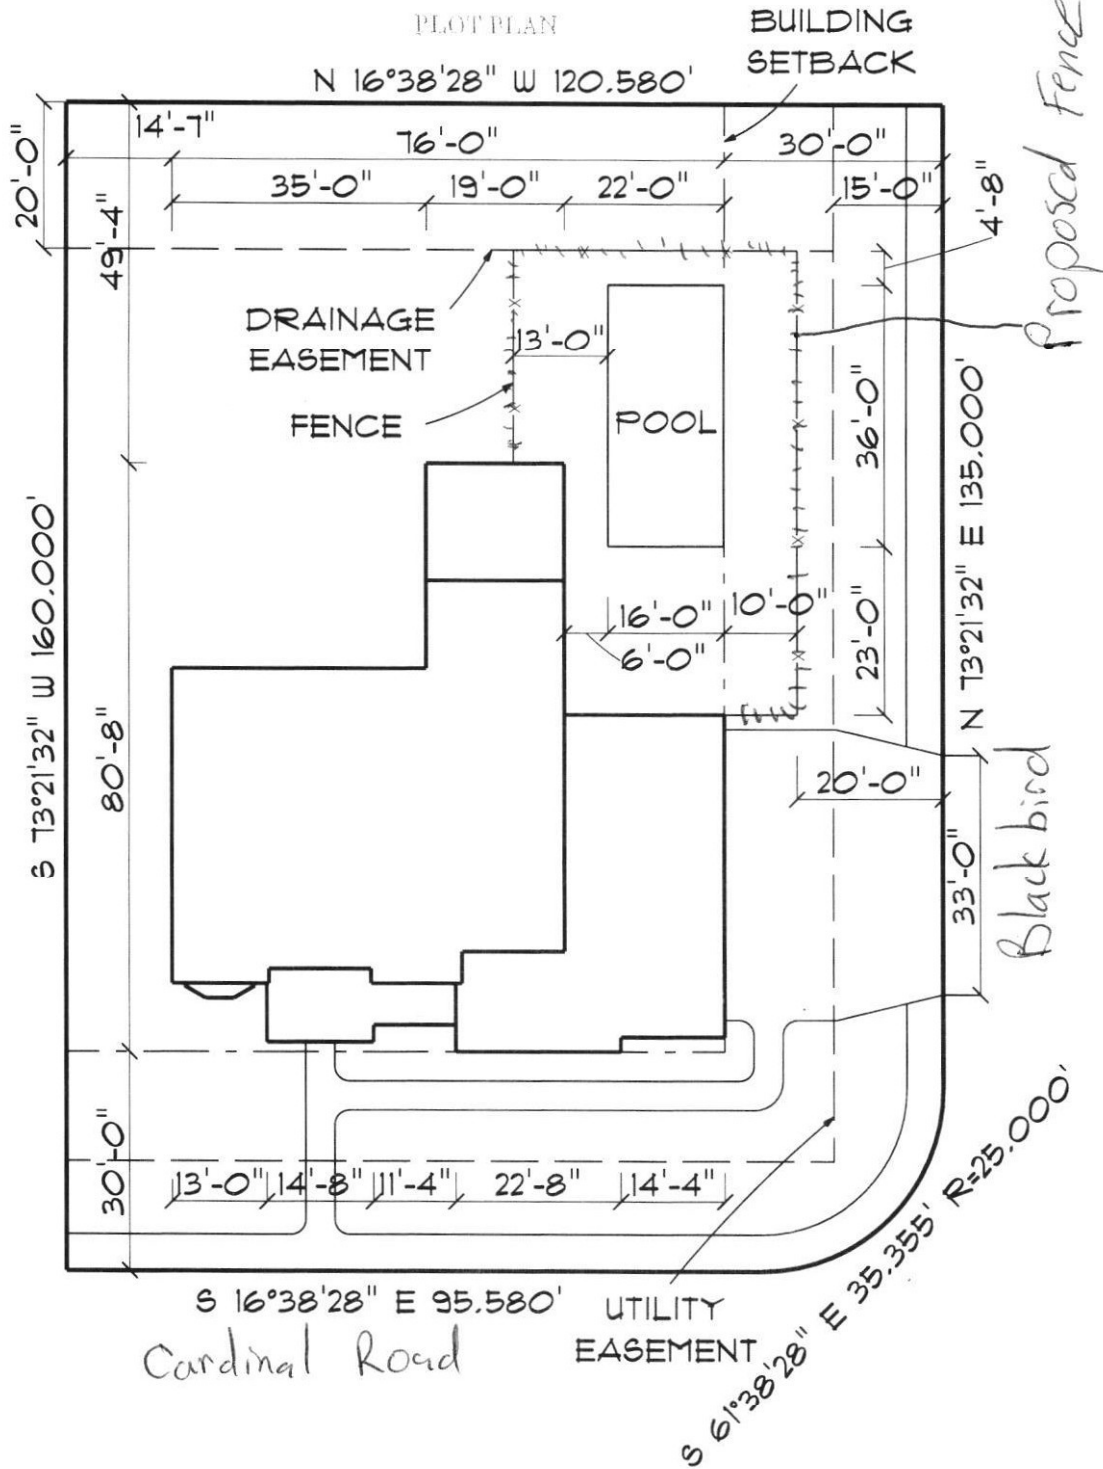 PLOT PLAN
BUILDING
SETBACK
N 16°38'28" W 120.580'
Proposed Fence
14'-7"
76'-0"
30'-0"
20'-0"
35'-0"
19'-0"
22'-0"
15'-0"
4'-8"
49'-4"
DRAINAGE
EASEMENT
13'-0"
FENCE
POOL
36'-0"
N 73°21'32" E 135.000'
S 73°21'32" W 160.000'
16'-0"
10'-0"
6'-0"
23'-0"
80'-8"
20'-0"
33'-0"
Blackbird
30'-0"
13'-0"
14'-8"
11'-4"
22'-8"
14'-4"
S 16°38'28" E 95.580'
UTILITY
EASEMENT
S 61°38'28" E 35.355' R=25.000'
Cardinal Road